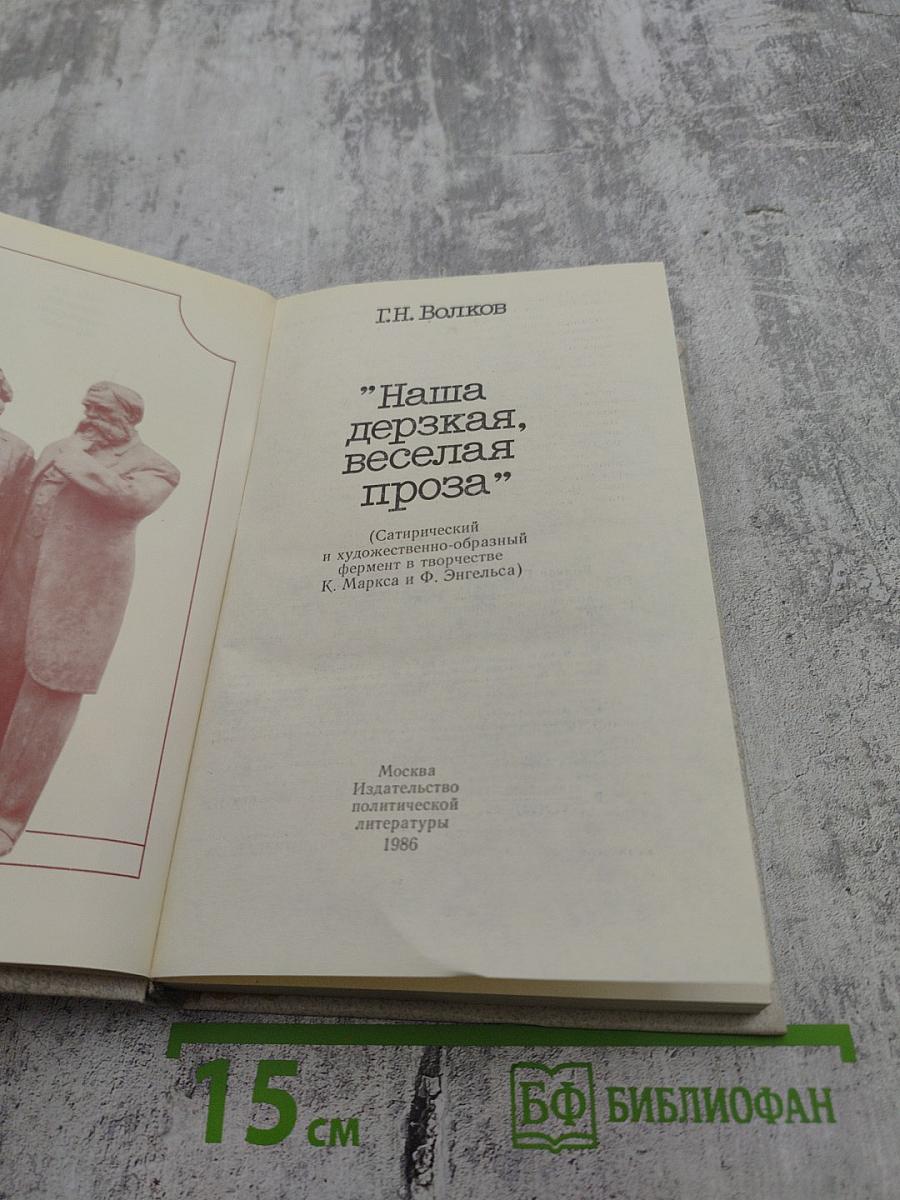 Г.Н. Волков
"Наша
дерзкая,
веселая
проза"
(Сатирический
и художественно-образный
фермент в творчестве
К. Маркса и Ф. Энгельса)
Москва
Издательство
политической
литературы
1986
15 см
БФ БИБЛИОФАН